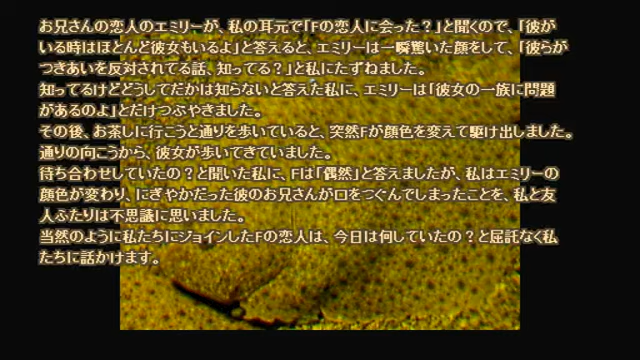 お兄さんの恋人のエミリーが、私の耳元で「Fの恋人に会った？」と聞くので、「彼が
いる時はほとんど彼女もいるよ」と答えると、エミリーは一瞬驚いた顔をして、「彼らが
つきあいを反対されてる話、知ってる？」と私にたずねました。
知ってるけどどうしてだかは知らないと答えた私に、エミリーは「彼女の一族に問題
があるのよ」とだけつぶやきました。
その後、お茶しに行こうと通りを歩いていると、突然Fが顔色を変えて駆け出しました。
通りの向こうから、彼女が歩いてきていました。
待ち合わせしていたの？と聞いた私に、Fは「偶然」と答えましたが、私はエミリーの
顔色が変わり、にぎやかだった彼のお兄さんが口をつぐんでしまったことを、私と友
人ふたりは不思議に思いました。
当然のように私たちにジョインしたFの恋人は、今日は何していたの？と屈託なく私
たちに話かけます。